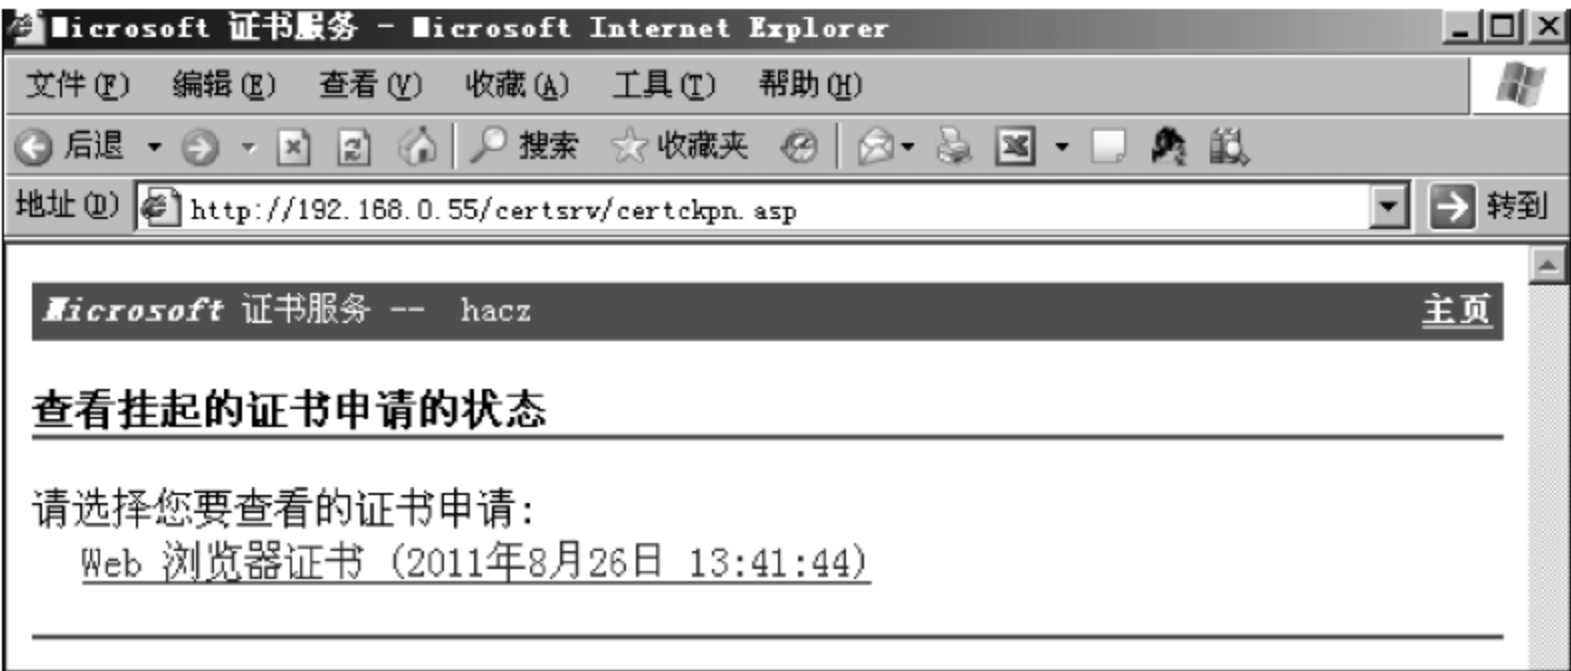 Microsoft 证书服务 - Microsoft Internet Explorer
文件(F) 编辑(E) 查看(V) 收藏(A) 工具(T) 帮助(H)
后退 搜索 收藏夹
地址(D) http://192.168.0.55/certsrv/certckpn.asp 转到
Microsoft 证书服务 -- hacz 主页
查看挂起的证书申请的状态
请选择您要查看的证书申请:
Web 浏览器证书 (2011年8月26日 13:41:44)